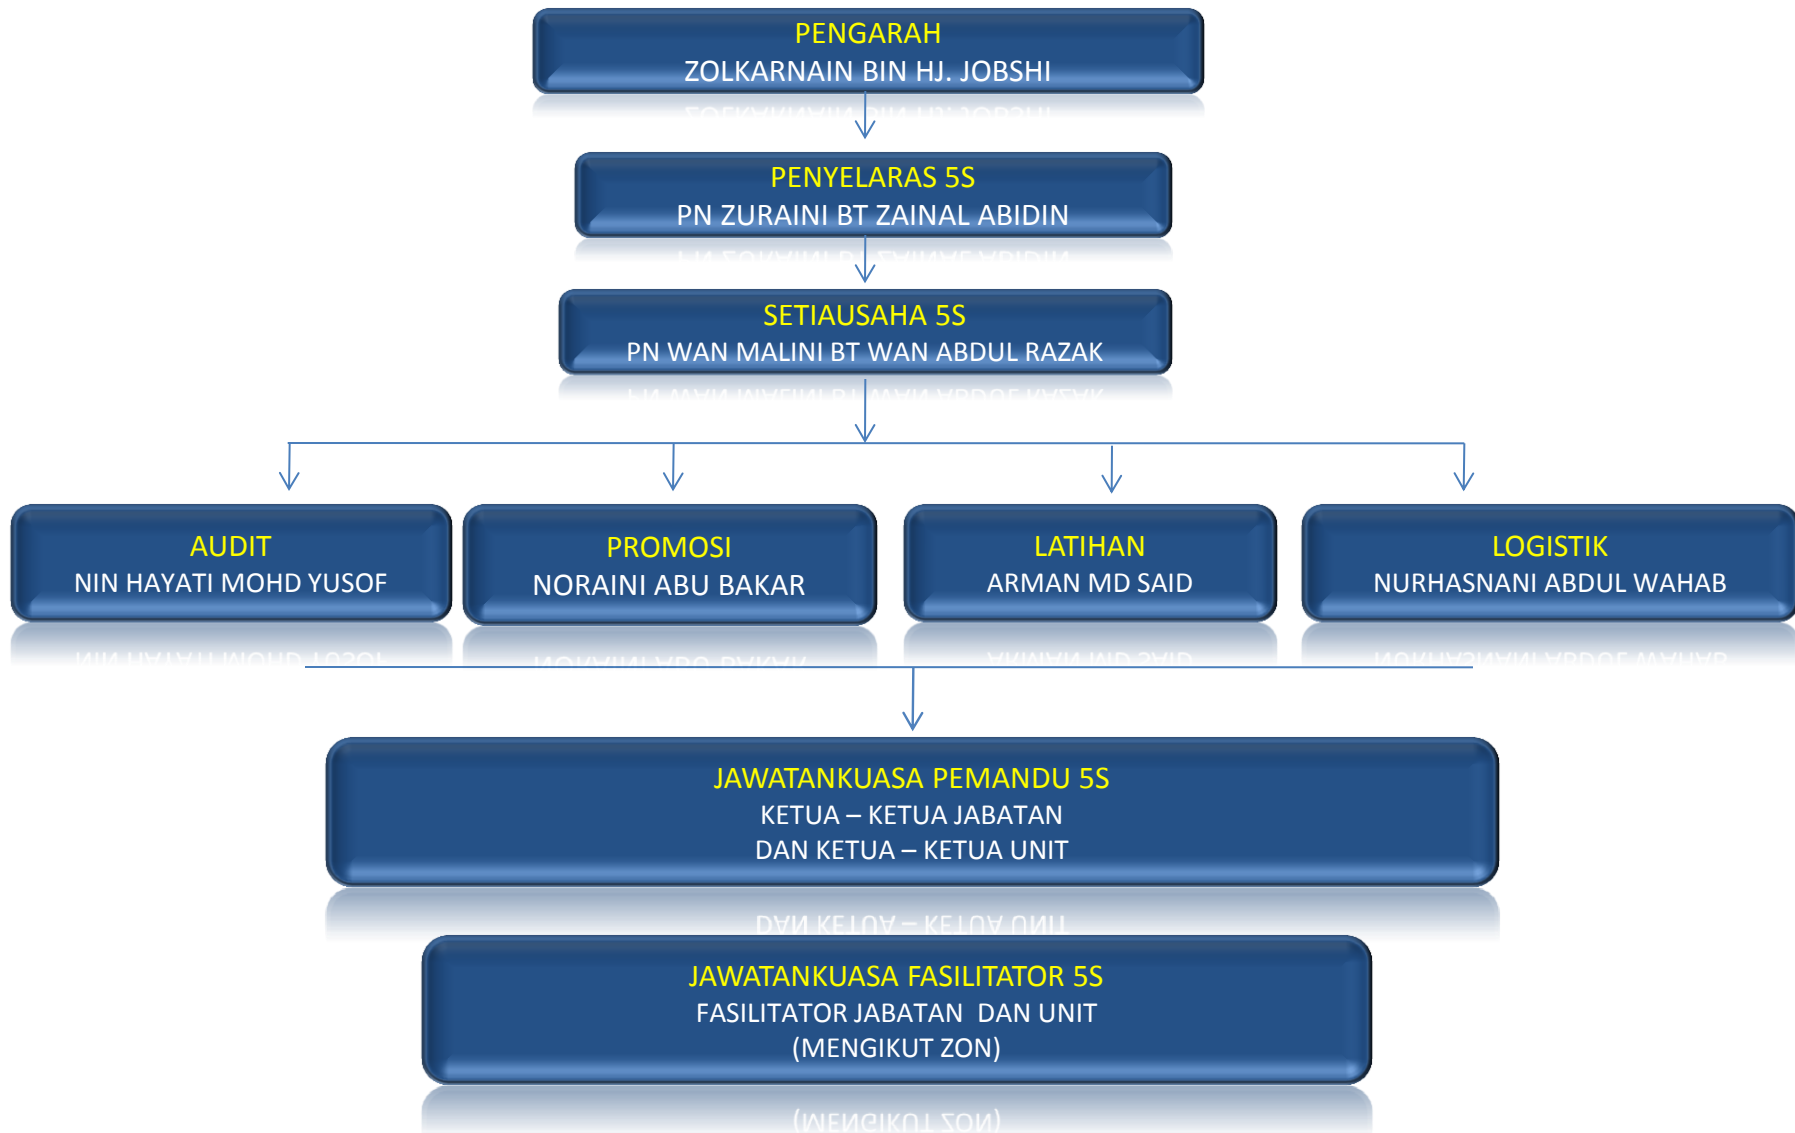 PENGARAH
ZOLKARNAIN BIN HJ. JOBSHI
PENYELARAS 5S
PN ZURAINI BT ZAINAL ABIDIN
SETIAUSAHA 5S
PN WAN MALINI BT WAN ABDUL RAZAK
AUDIT
NIN HAYATI MOHD YUSOF
PROMOSI
NORAINI ABU BAKAR
LATIHAN
ARMAN MD SAID
LOGISTIK
NURHASNANI ABDUL WAHAB
JAWATANKUASA PEMANDU 5S
KETUA – KETUA JABATAN
DAN KETUA – KETUA UNIT
JAWATANKUASA FASILITATOR 5S
FASILITATOR JABATAN DAN UNIT
(MENGIKUT ZON)